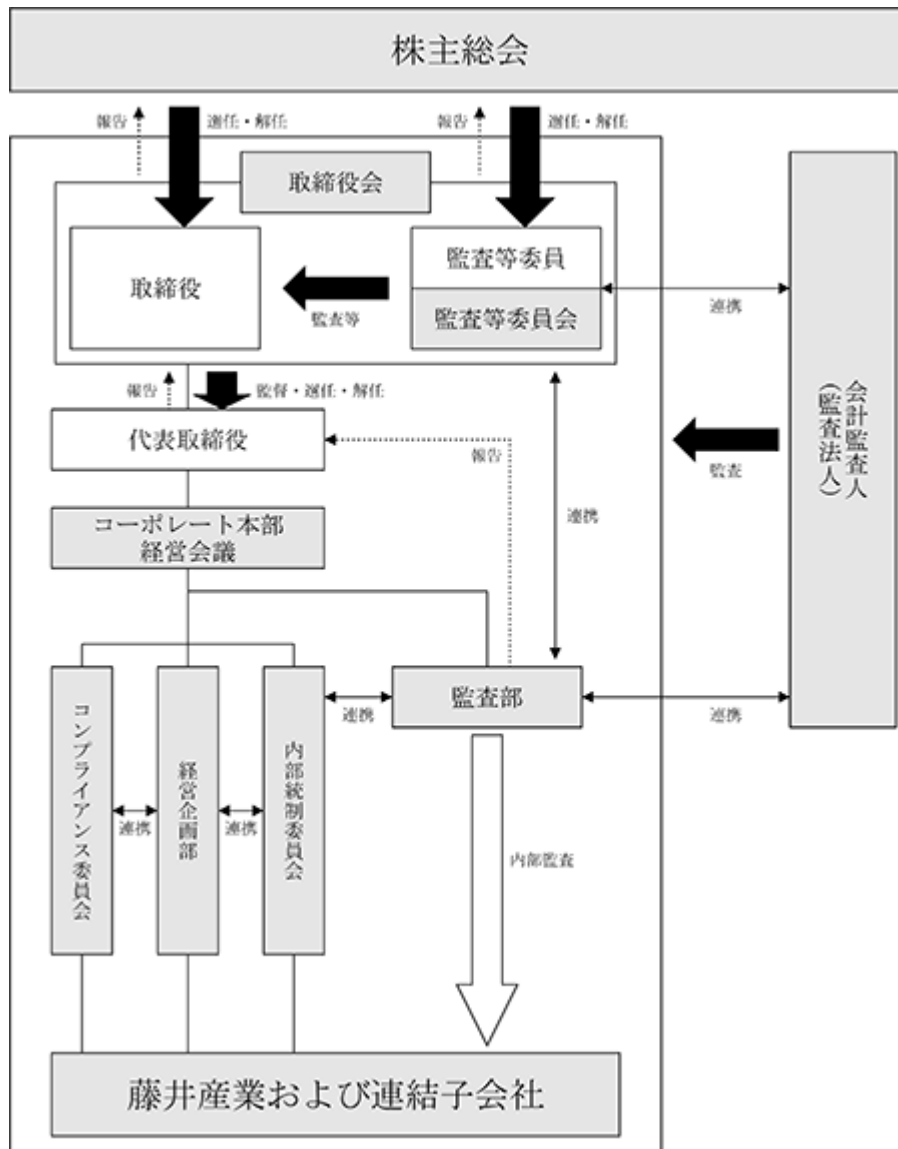 株主総会
報告
選任・解任
報告
選任・解任
取締役会
取締役
監査等
監査等委員
監査等委員会
連携
会計監査人
(監査法人)
報告
監督・選任・解任
代表取締役
報告
監査
連携
コーポレート本部
経営会議
コンプライアンス委員会
連携
経営企画部
連携
内部統制委員会
連携
監査部
連携
内部監査
藤井産業および連結子会社